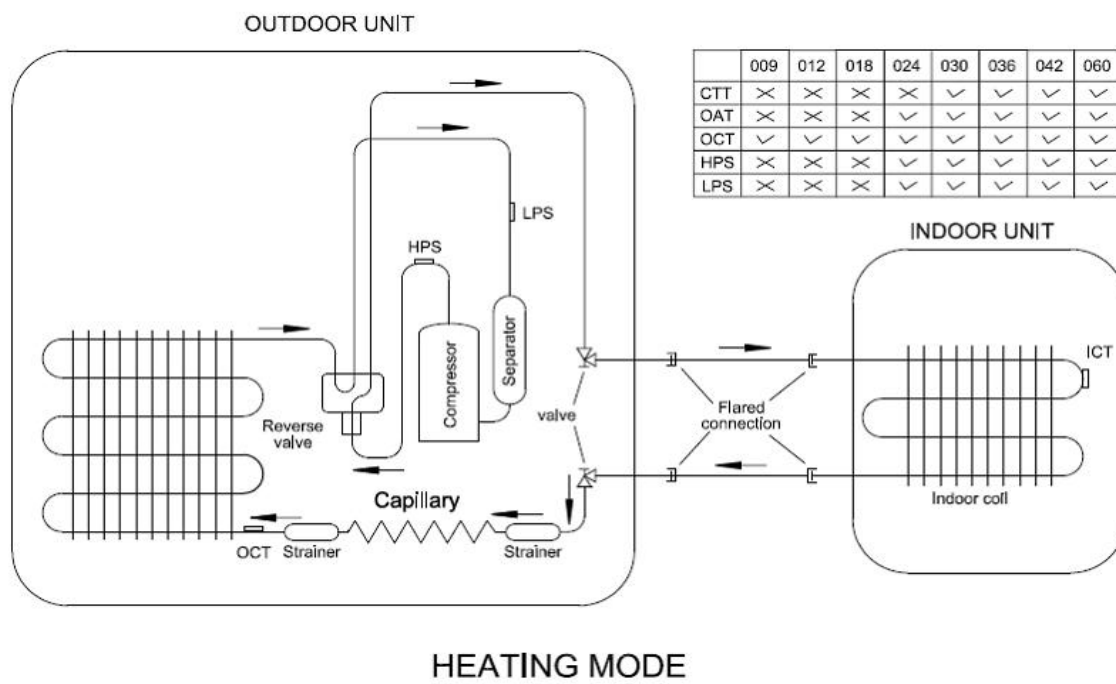 OUTDOOR UNIT
009 012 018 024 030 036 042 060
CTT × × × × ✓ ✓ ✓ ✓
OAT × × × ✓ ✓ ✓ ✓ ✓
OCT ✓ ✓ ✓ ✓ ✓ ✓ ✓ ✓
HPS × × × ✓ ✓ ✓ ✓ ✓
LPS × × × ✓ ✓ ✓ ✓ ✓
LPS
HPS
INDOOR UNIT
Compressor
Separator
ICT
Reverse
valve
valve
Flared
connection
Capillary
Indoor coil
OCT
Strainer
Strainer
HEATING MODE